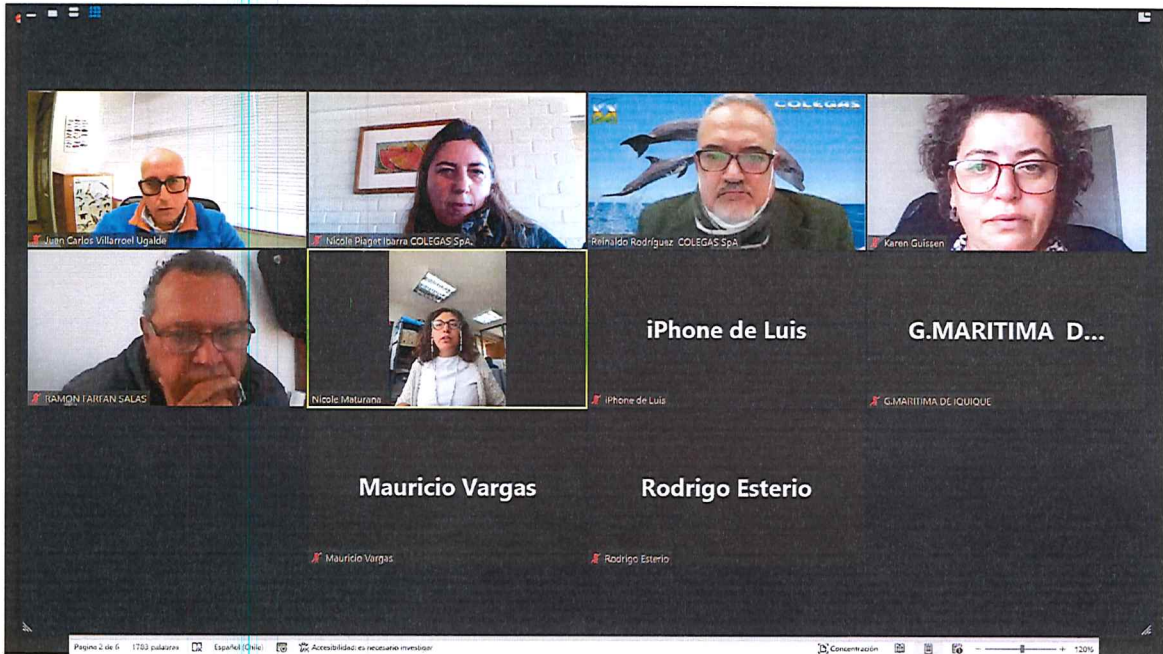 COLEGAS
Juan Carlos Villarroel Ugalde
Nicole Piaget Ibarra COLEGAS SpA.
Reinaldo Rodríguez COLEGAS SpA
Karen Guissen
RAMON FARFAN SALAS
Nicole Maturana
iPhone de Luis
iPhone de Luis
G.MARITIMA D...
G.MARITIMA DE IQUIQUE
Mauricio Vargas
Mauricio Vargas
Rodrigo Esterio
Rodrigo Esterio
Página 2 de 6 1783 palabras Español (Chile) Accesibilidad: es necesario investigar Concentración 120%